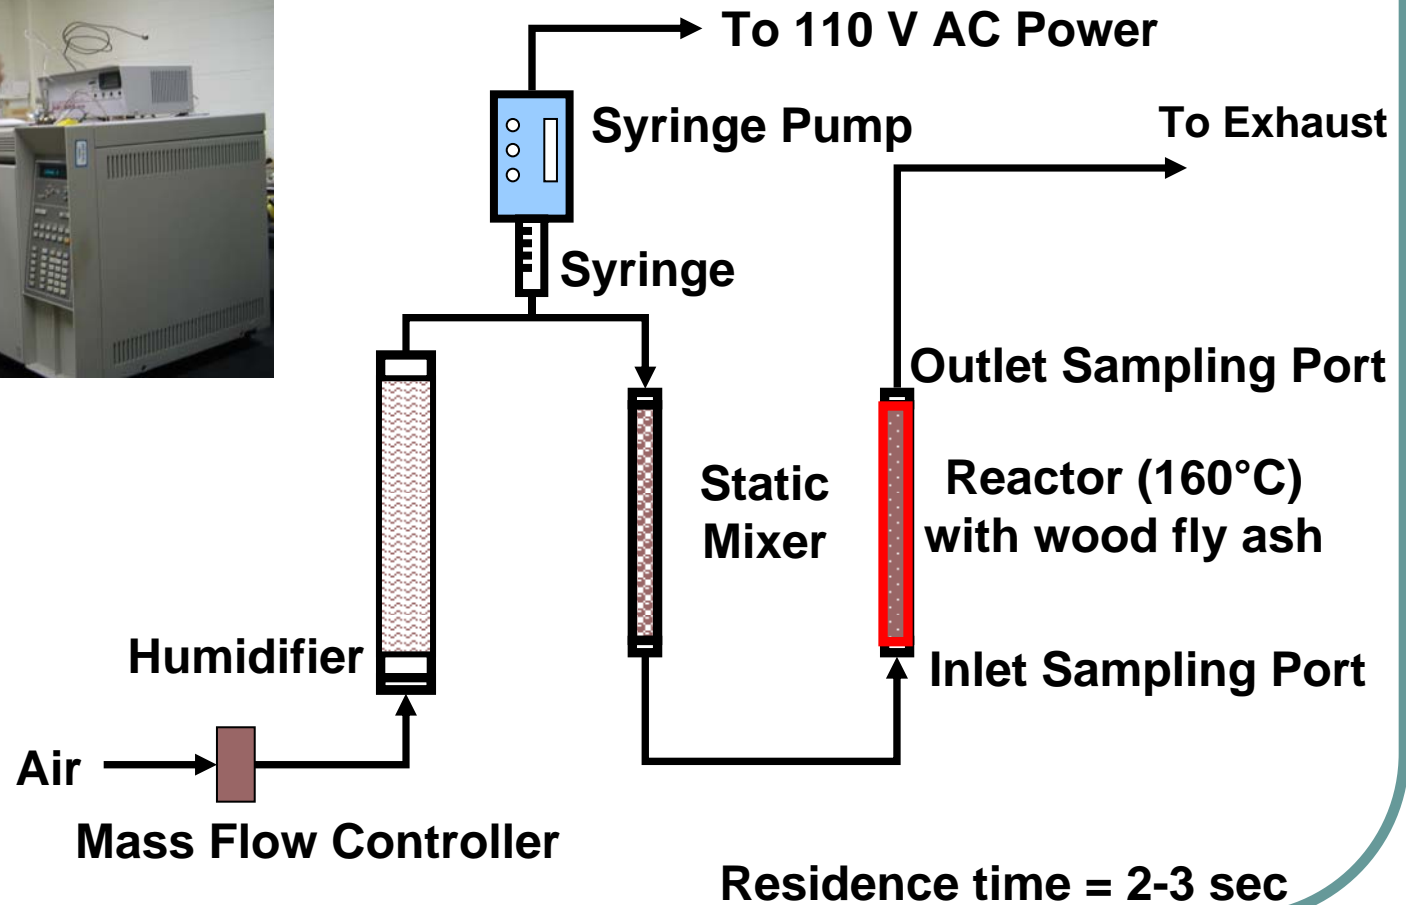 To 110 V AC Power
Syringe Pump
To Exhaust
Syringe
Outlet Sampling Port
Static
Mixer
Reactor (160°C)
with wood fly ash
Humidifier
Inlet Sampling Port
Air
Mass Flow Controller
Residence time = 2-3 sec